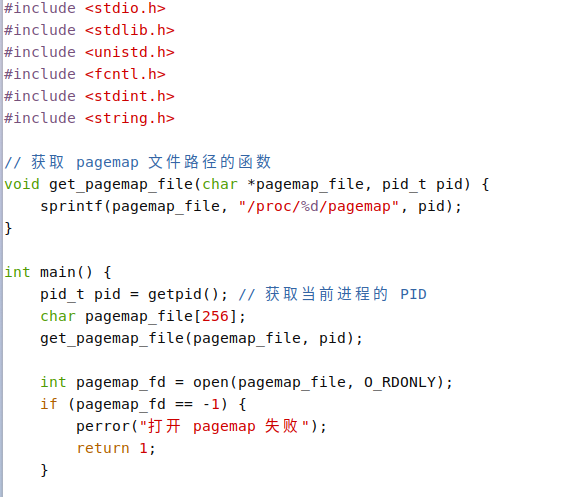 #include <stdio.h>
#include <stdlib.h>
#include <unistd.h>
#include <fcntl.h>
#include <stdint.h>
#include <string.h>
// 获取 pagemap 文件路径的函数
void get_pagemap_file(char *pagemap_file, pid_t pid) {
    sprintf(pagemap_file, "/proc/%d/pagemap", pid);
}
int main() {
    pid_t pid = getpid(); // 获取当前进程的 PID
    char pagemap_file[256];
    get_pagemap_file(pagemap_file, pid);
    int pagemap_fd = open(pagemap_file, O_RDONLY);
    if (pagemap_fd == -1) {
        perror("打开 pagemap 失败");
        return 1;
    }